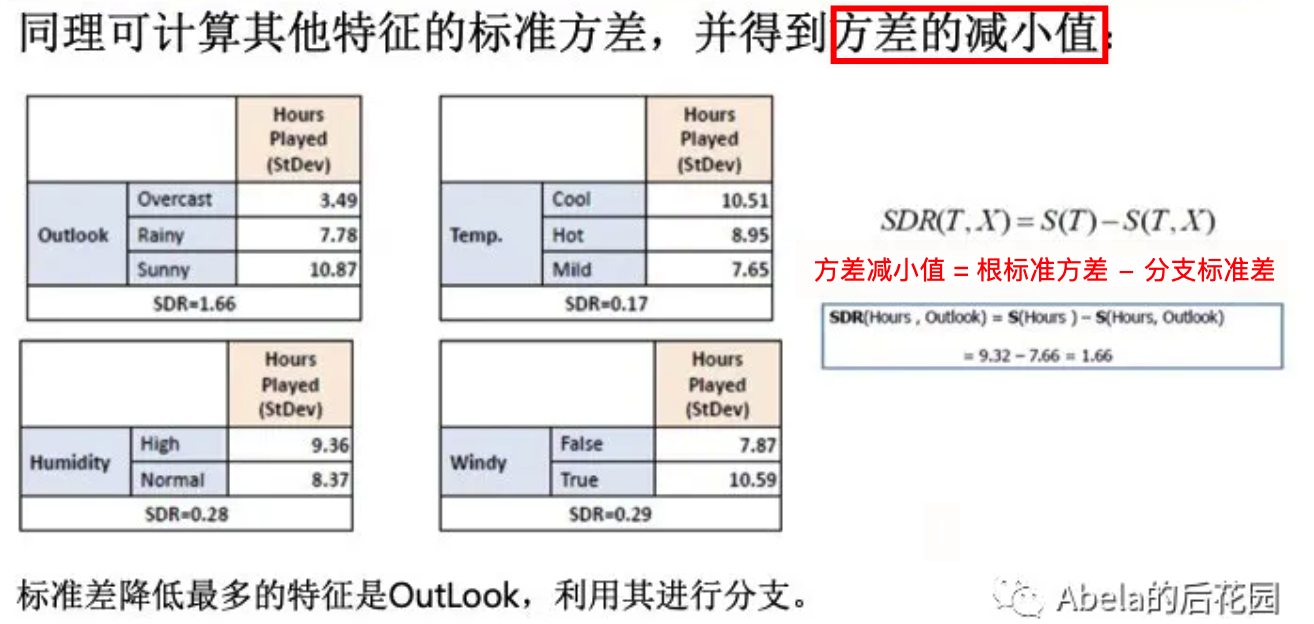 同理可计算其他特征的标准方差，并得到方差的减小值：
Hours
Played
(StDev)
Outlook
Overcast 3.49
Rainy 7.78
Sunny 10.87
SDR=1.66
Hours
Played
(StDev)
Temp.
Cool 10.51
Hot 8.95
Mild 7.65
SDR=0.17
SDR(T, X) = S(T) – S(T, X)
方差减小值 = 根标准方差 – 分支标准差
SDR(Hours , Outlook) = S(Hours ) – S(Hours, Outlook)
= 9.32 – 7.66 = 1.66
Hours
Played
(StDev)
Humidity
High 9.36
Normal 8.37
SDR=0.28
Hours
Played
(StDev)
Windy
False 7.87
True 10.59
SDR=0.29
标准差降低最多的特征是OutLook，利用其进行分支。
Abela的后花园